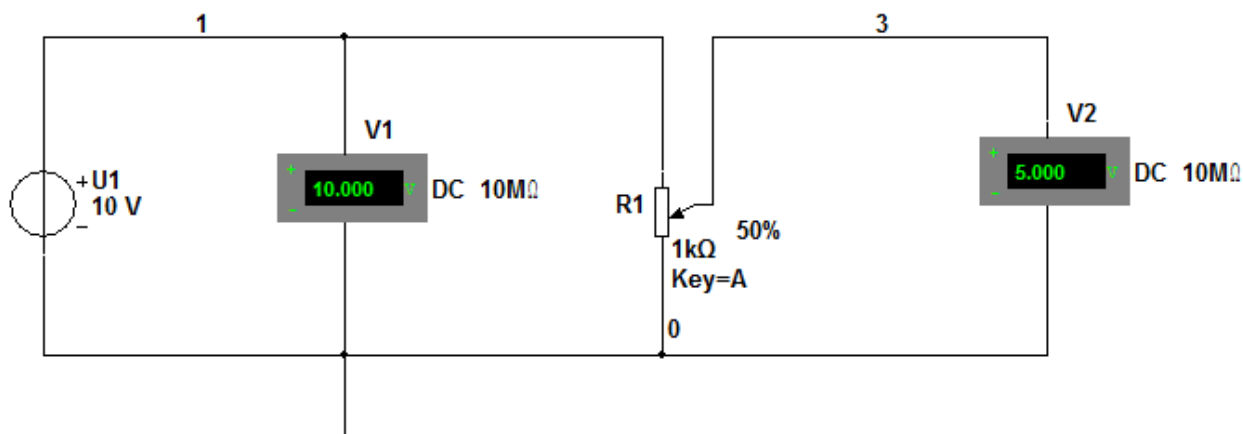 1
3
V1
V2
+
10.000 V
-
DC 10MΩ
+
5.000 V
-
DC 10MΩ
+U1
10 V
-
R1
50%
1kΩ
Key=A
0